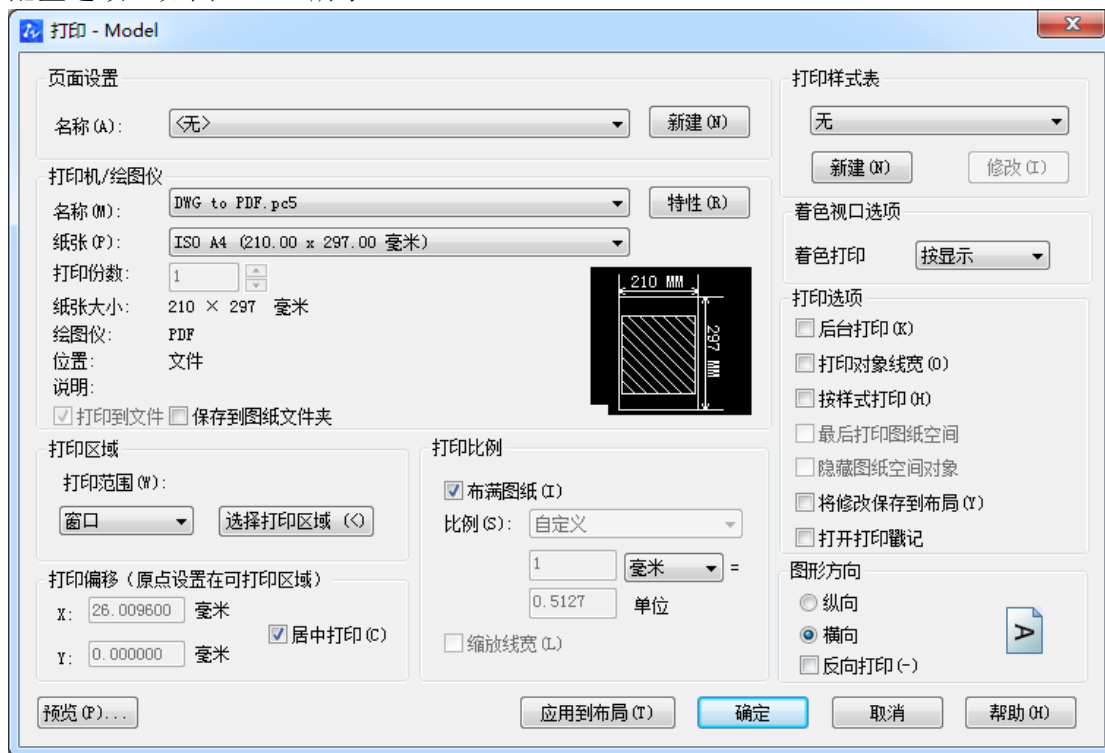 打印 - Model
页面设置
名称(A):
<无>
新建(N)
打印样式表
无
新建(N)
修改(I)
打印机/绘图仪
名称(M):
DWG to PDF.pc5
特性(R)
纸张(P):
ISO A4 (210.00 x 297.00 毫米)
打印份数:
1
纸张大小:
210 × 297 毫米
绘图仪:
PDF
位置:
文件
说明:
打印到文件
保存到图纸文件夹
210 MM
297 MM
着色视口选项
着色打印
按显示
打印选项
后台打印(K)
打印对象线宽(O)
按样式打印(H)
最后打印图纸空间
隐藏图纸空间对象
将修改保存到布局(Y)
打开打印戳记
打印区域
打印范围(W):
窗口
选择打印区域 (<)
打印比例
布满图纸(I)
比例(S):
自定义
1
毫米
=
0.5127
单位
缩放线宽(L)
打印偏移(原点设置在可打印区域)
X:
26.009600
毫米
居中打印(C)
Y:
0.000000
毫米
图形方向
纵向
横向
反向打印(-)
A
预览(P)...
应用到布局(T)
确定
取消
帮助(H)